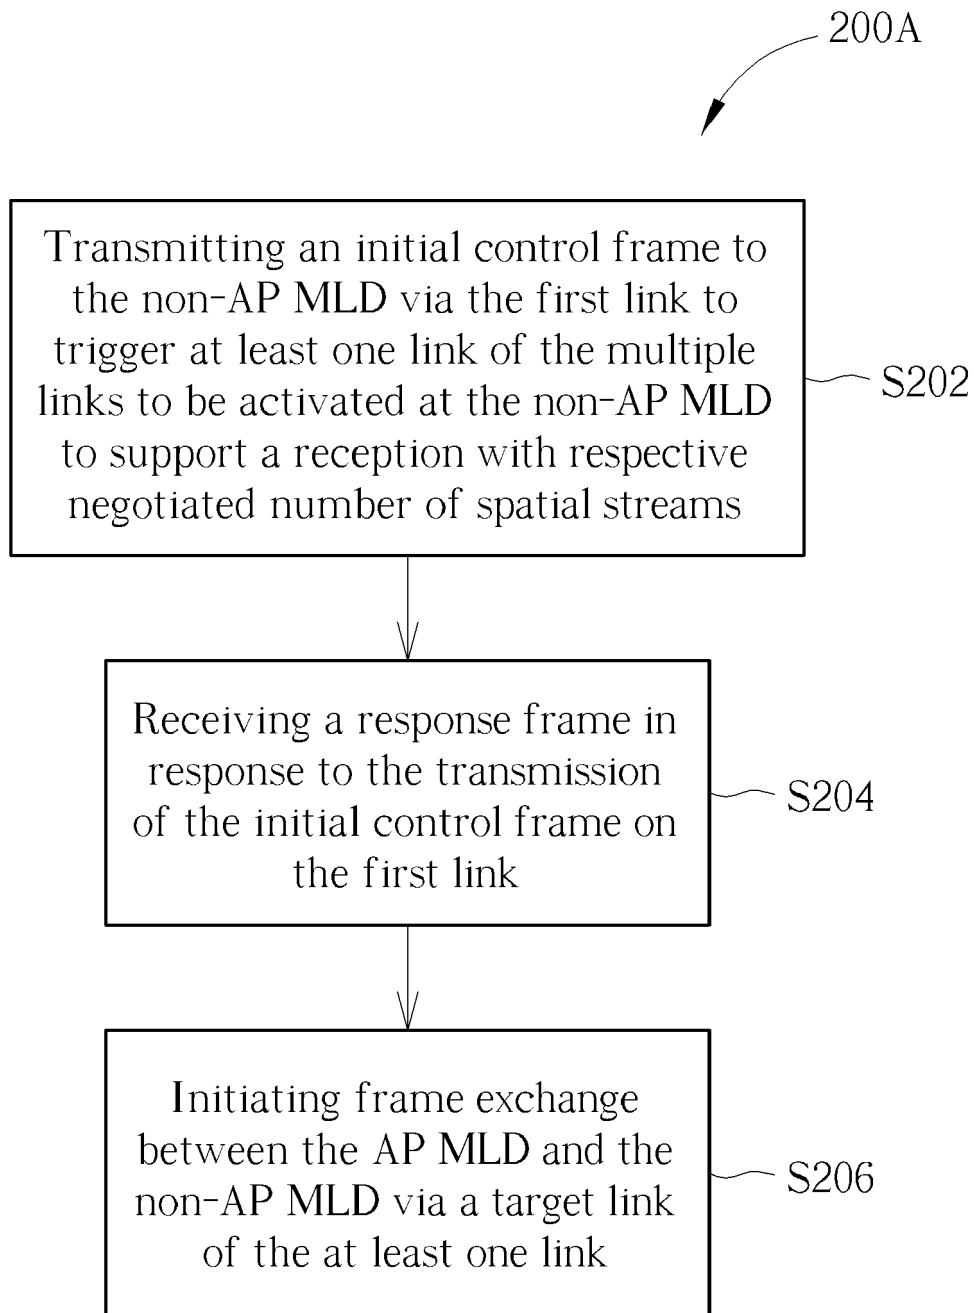 200A
Transmitting an initial control frame to
the non-AP MLD via the first link to
trigger at least one link of the multiple
links to be activated at the non-AP MLD
to support a reception with respective
negotiated number of spatial streams
S202
Receiving a response frame in
response to the transmission
of the initial control frame on
the first link
S204
Initiating frame exchange
between the AP MLD and the
non-AP MLD via a target link
of the at least one link
S206